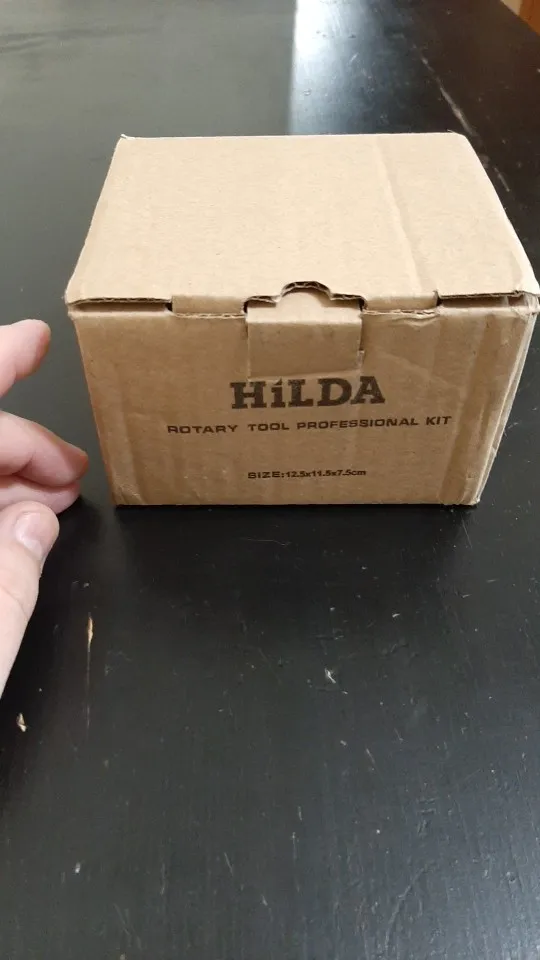 HiLDA
ROTARY TOOL PROFESSIONAL KIT
SIZE:12.5x11.5x7.5cm